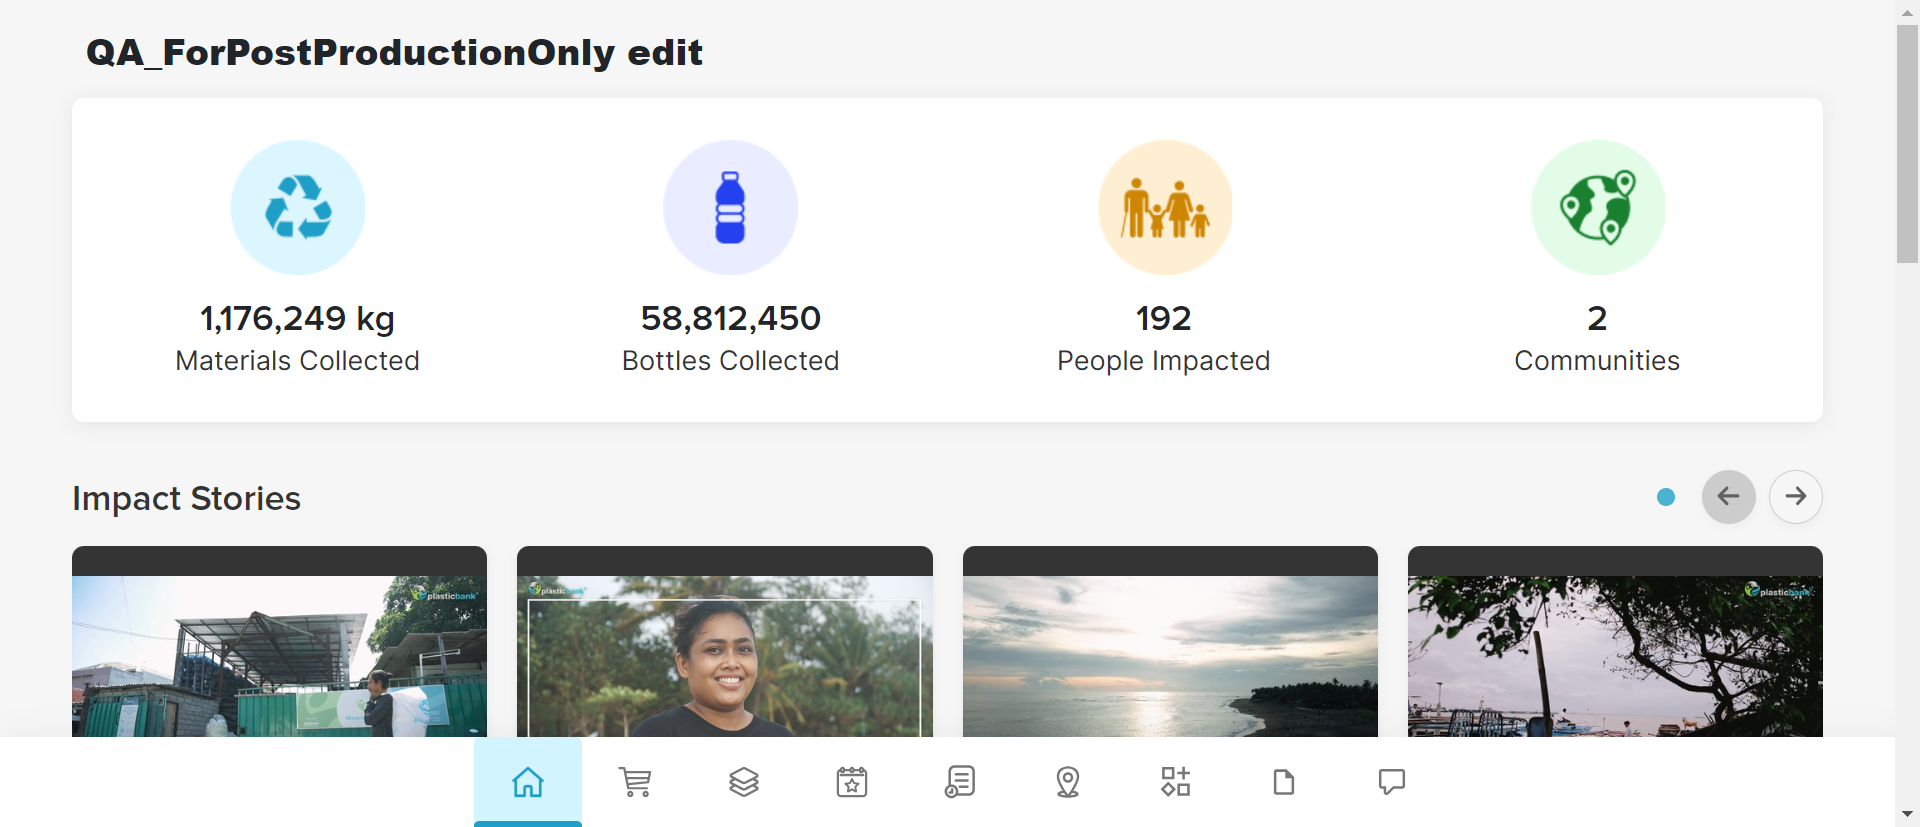 QA_ForPostProductionOnly edit
1,176,249 kg
Materials Collected
58,812,450
Bottles Collected
192
People Impacted
2
Communities
Impact Stories
plasticbank
plasticbank
plasticbank